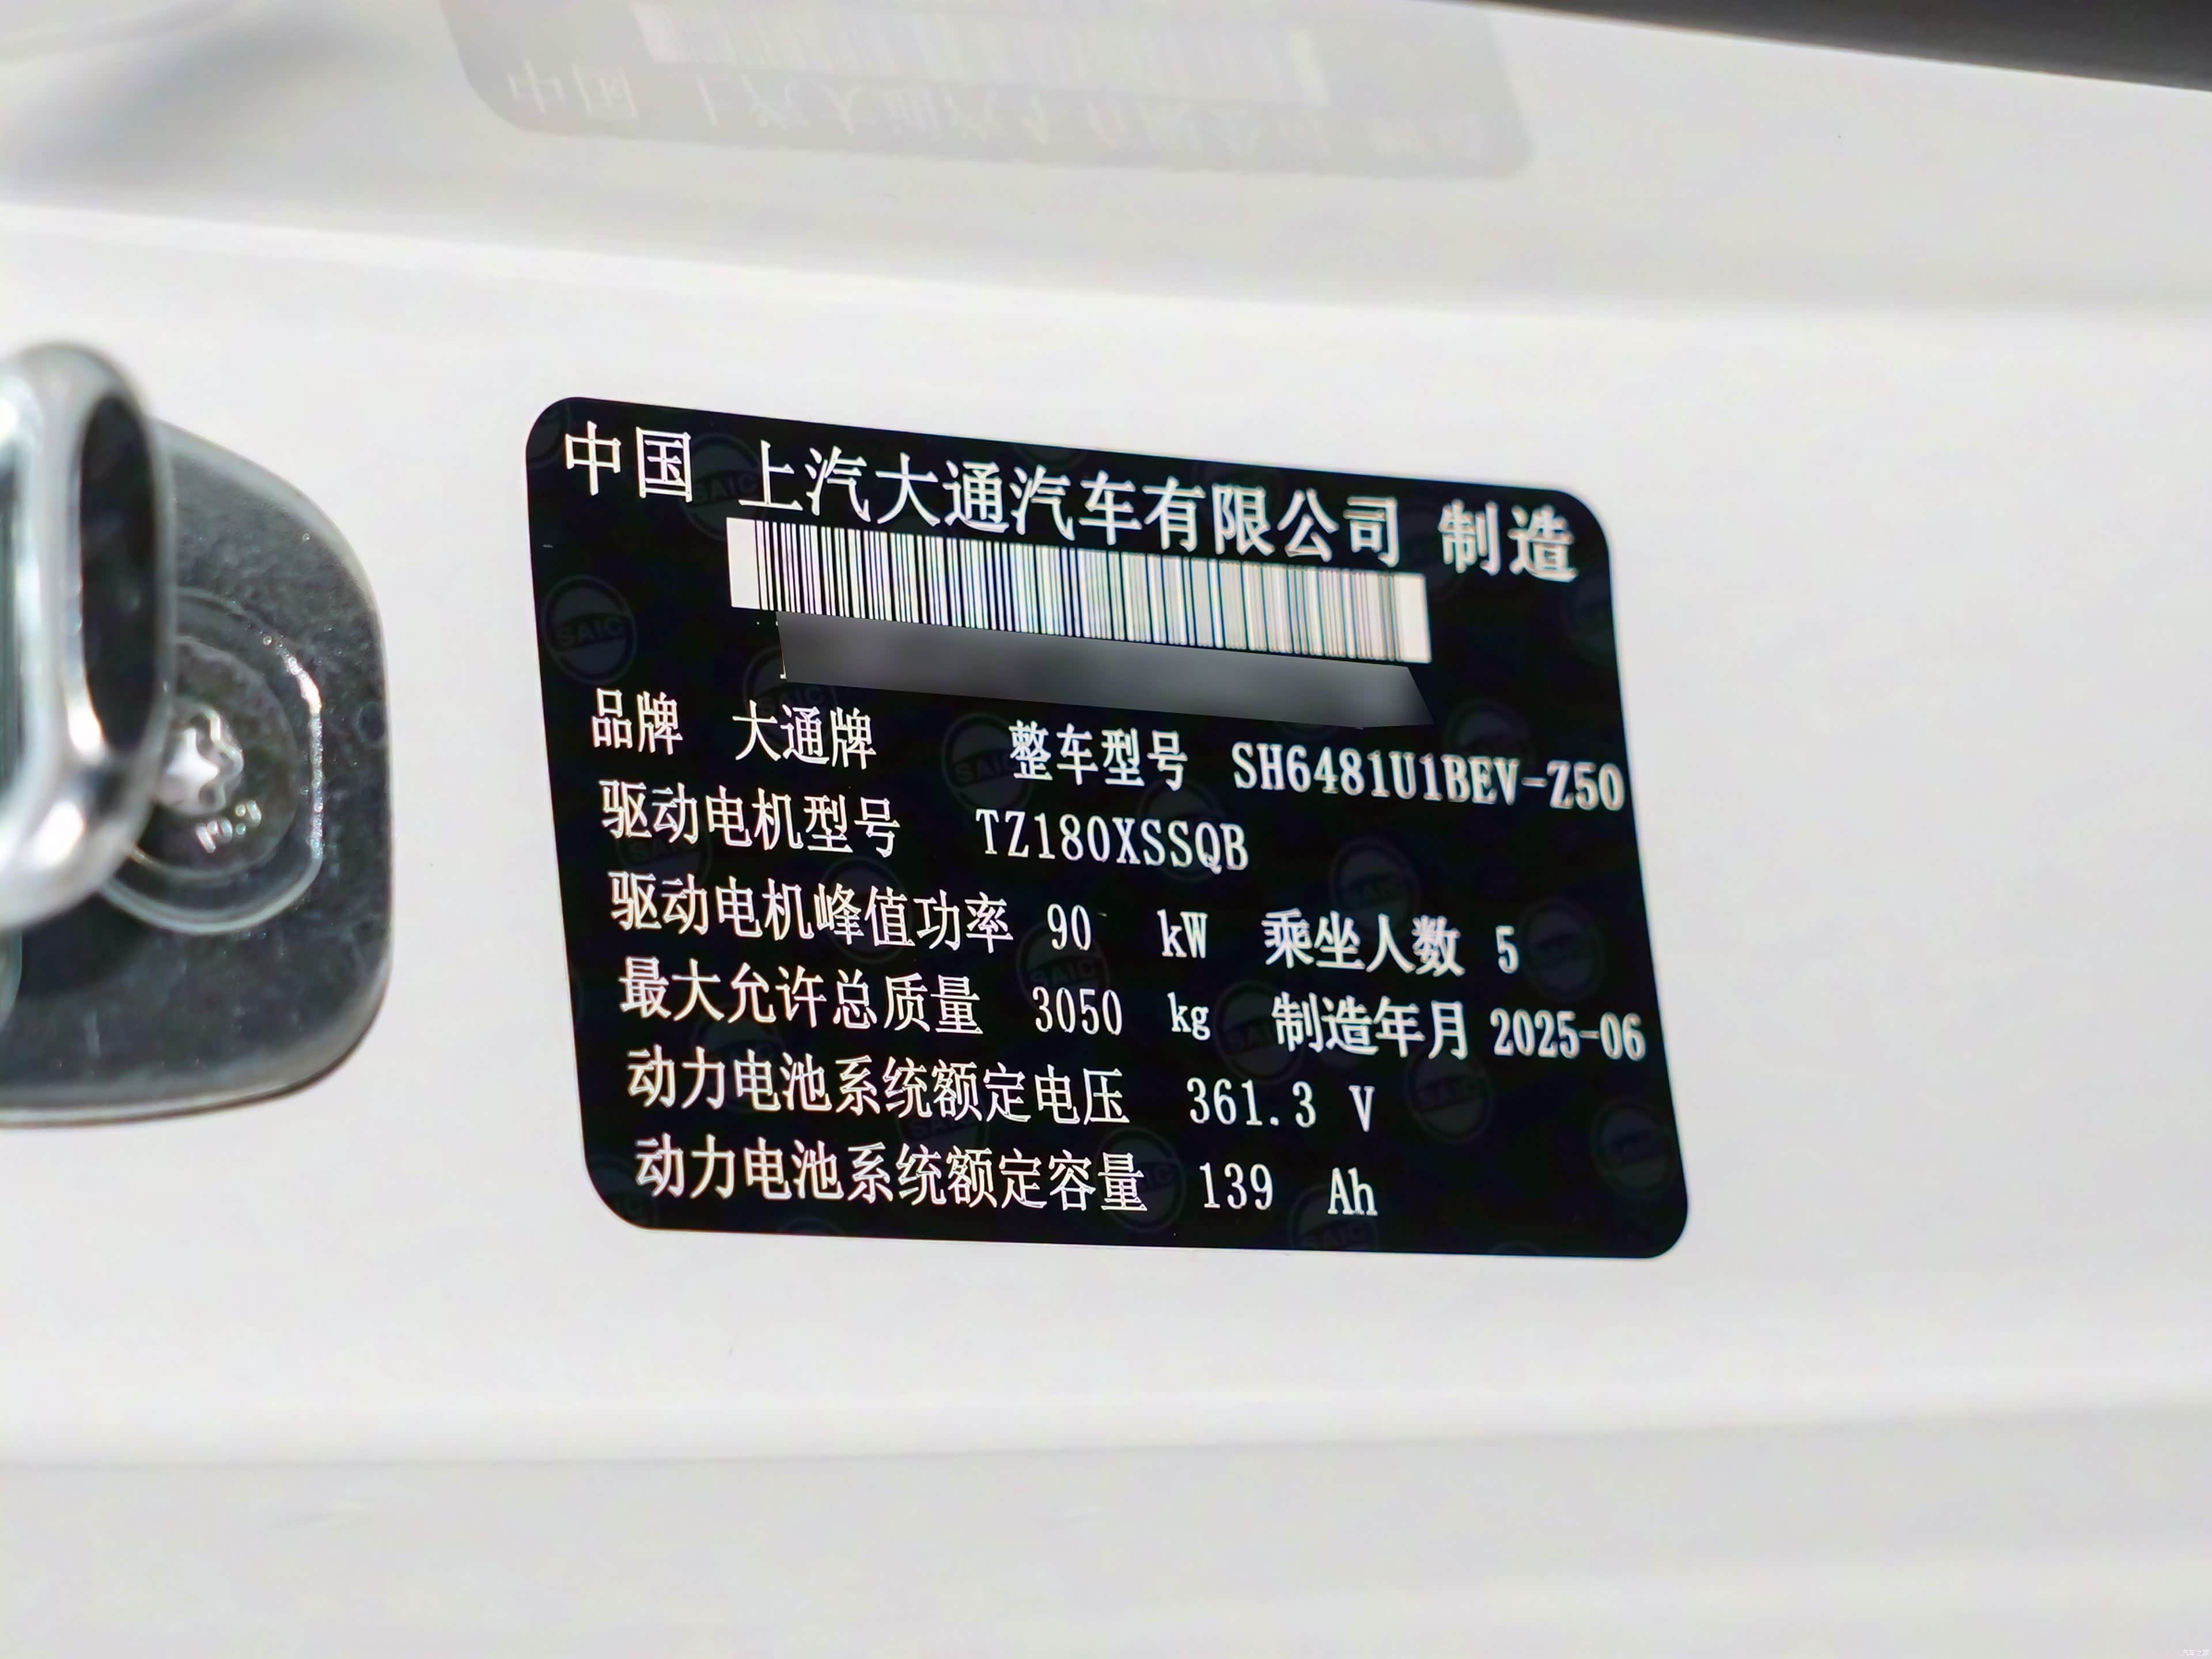 中国 上汽大通汽车有限公司 制造
品牌 大通牌 整车型号 SH6481U1BEV-Z50
驱动电机型号 TZ180XSSQB
驱动电机峰值功率 90 kW 乘坐人数 5
最大允许总质量 3050 kg 制造年月 2025-06
动力电池系统额定电压 361.3 V
动力电池系统额定容量 139 Ah